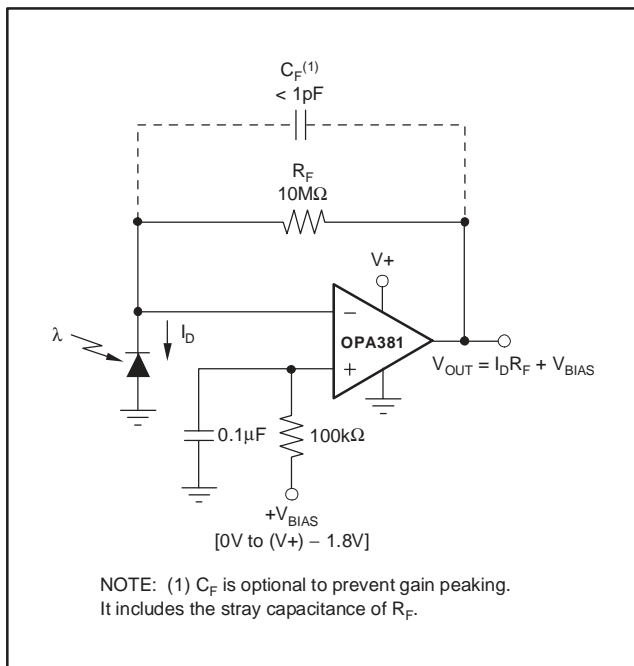 C_F^(1)
< 1pF
R_F
10MΩ
V+
−
OPA381
+
λ
I_D
V_OUT = I_DR_F + V_BIAS
0.1μF
100kΩ
+V_BIAS
[0V to (V+) − 1.8V]
NOTE: (1) C_F is optional to prevent gain peaking.
It includes the stray capacitance of R_F.